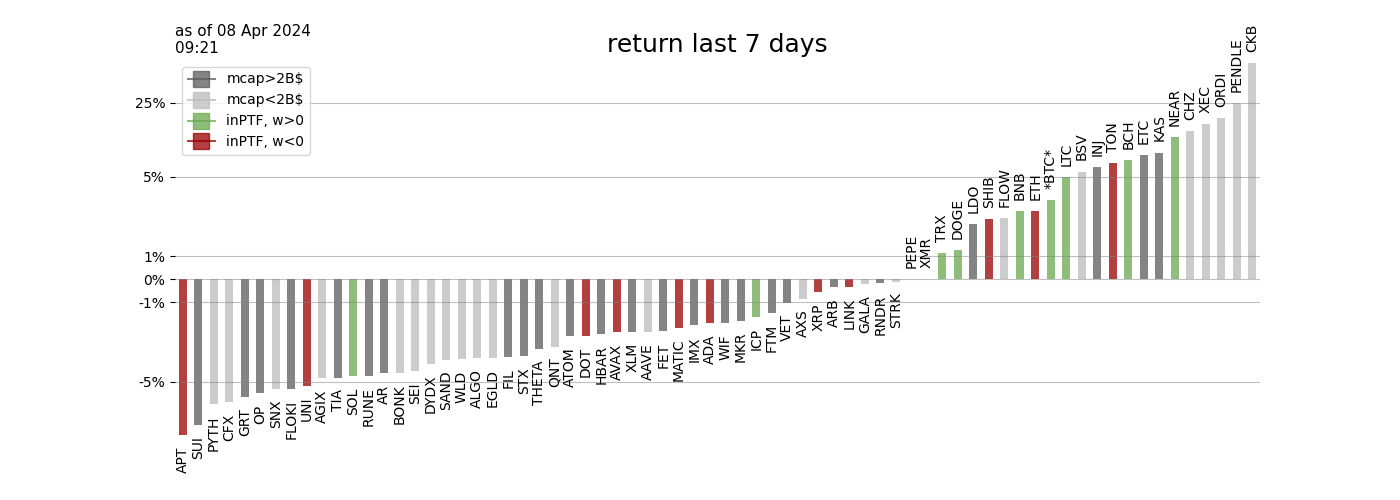 as of 08 Apr 2024
09:21
return last 7 days
mcap>2B$
mcap<2B$
inPTF, w>0
inPTF, w<0
25%
5%
1%
0%
-1%
-5%
APT
SUI
PYTH
CFX
GRT
OP
SNX
FLOKI
UNI
AGIX
TIA
SOL
RUNE
AR
BONK
SEI
DYDX
SAND
WLD
ALGO
EGLD
FIL
STX
THETA
QNT
ATOM
DOT
HBAR
AVAX
XLM
AAVE
FET
MATIC
IMX
ADA
WIF
MKR
ICP
FTM
VET
AXS
XRP
ARB
LINK
GALA
RNDR
STRK
PEPE
XMR
TRX
DOGE
LDO
SHIB
FLOW
BNB
ETH
*BTC*
LTC
BSV
INJ
TON
BCH
ETC
KAS
NEAR
CHZ
XEC
ORDI
PENDLE
CKB